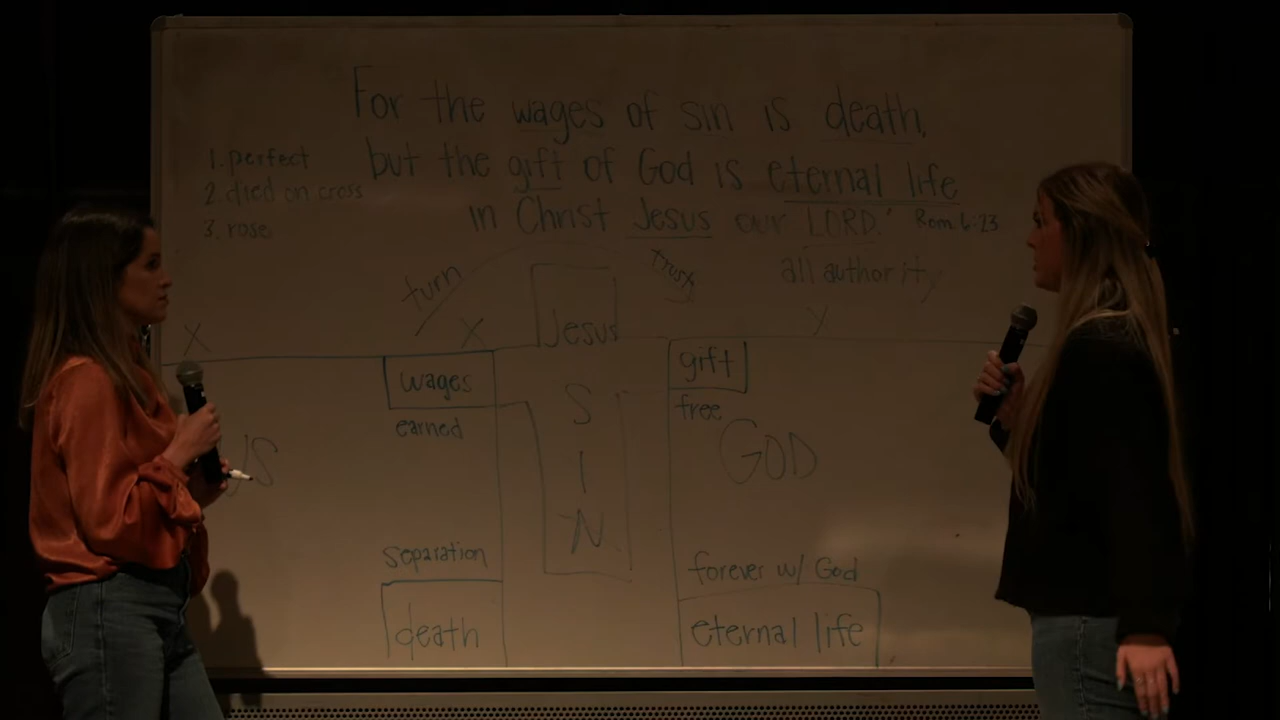 For the wages of sin is death,
but the gift of God is eternal life
in Christ Jesus our LORD." Rom. 6:23
1. perfect
2. died on cross
3. rose
all authority
turn
trust
X
X
Y
Jesus
wages
earned
US
SIN
gift
free
GOD
separation
death
forever w/ God
eternal life